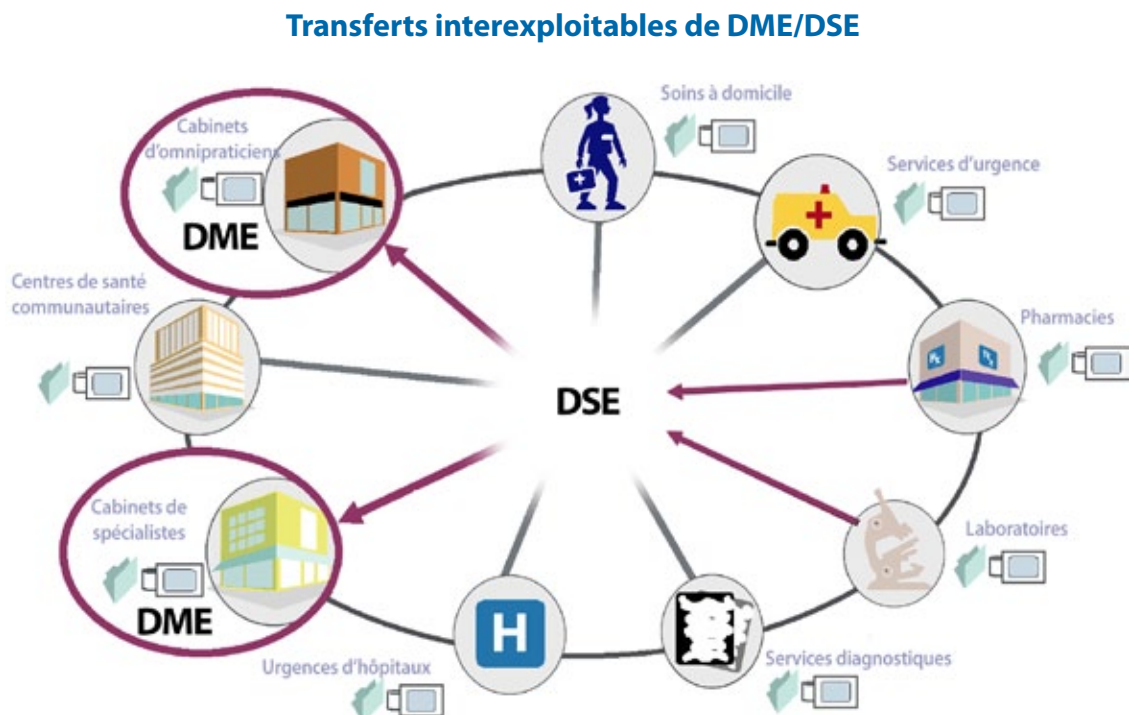 Transferts interexploitables de DME/DSE
Soins à domicile
Cabinets
d'omnipraticiens
DME
Services d'urgence
Centres de santé
communautaires
Pharmacies
DSE
Cabinets de
spécialistes
DME
Laboratoires
H
Urgences d'hôpitaux
Services diagnostiques